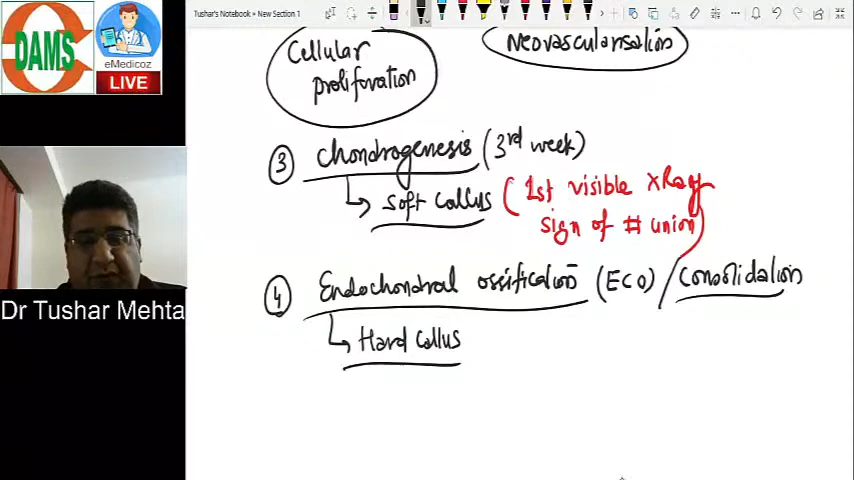 DAMS
eMedicoz
LIVE
Tushar's Notebook > New Section 1
Cellular
proliforation
Neovascularisation
③ Chondrogenesis (3rd week)
↳ Soft callus (1st visible xRay
sign of # union)
④ Endochondral ossification (ECO) / Consolidation
↳ Hard callus
Dr Tushar Mehta